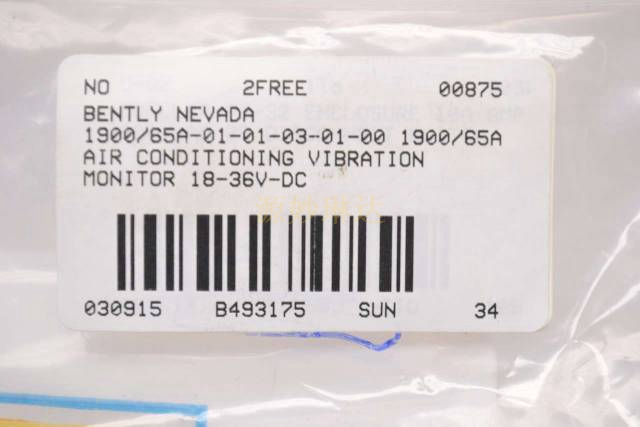 NO 2FREE 00875
BENTLY NEVADA
1900/65A-01-01-03-01-00 1900/65A
AIR CONDITIONING VIBRATION
MONITOR 18-36V-DC
030915 B493175 SUN 34